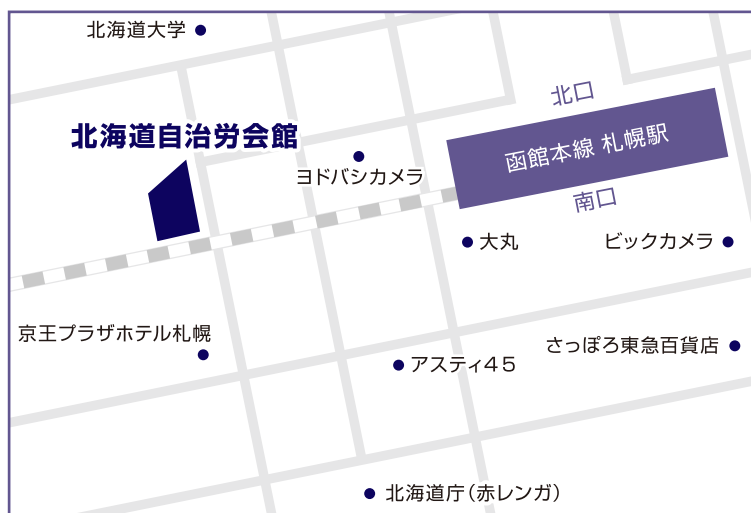 北海道大学
北口
北海道自治労会館
函館本線 札幌駅
ヨドバシカメラ
南口
大丸
ビックカメラ
京王プラザホテル札幌
さっぽろ東急百貨店
アスティ45
北海道庁（赤レンガ）